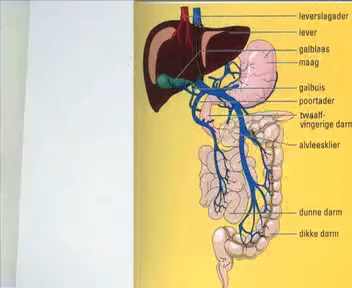 leverslagader
lever
galblaas
maag
galbuis
poortader
twaalf-
vingerige darm
alvleesklier
dunne darm
dikke darm